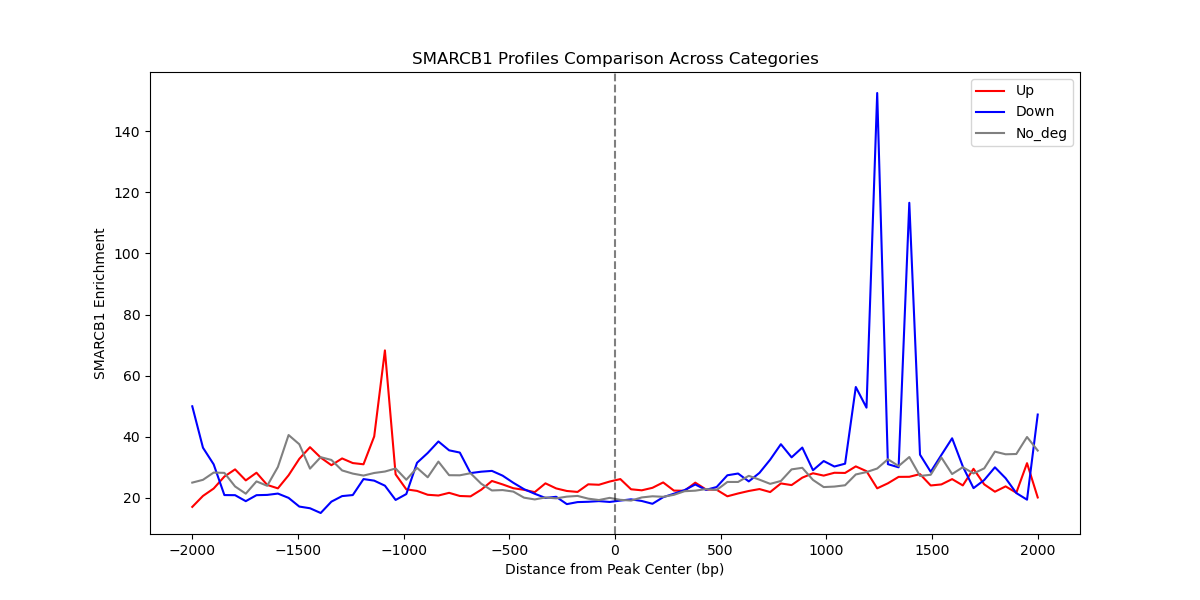 SMARCB1 Profiles Comparison Across Categories
Up
Down
No_deg
SMARCB1 Enrichment
140
120
100
80
60
40
20
−2000
−1500
−1000
−500
0
500
1000
1500
2000
Distance from Peak Center (bp)